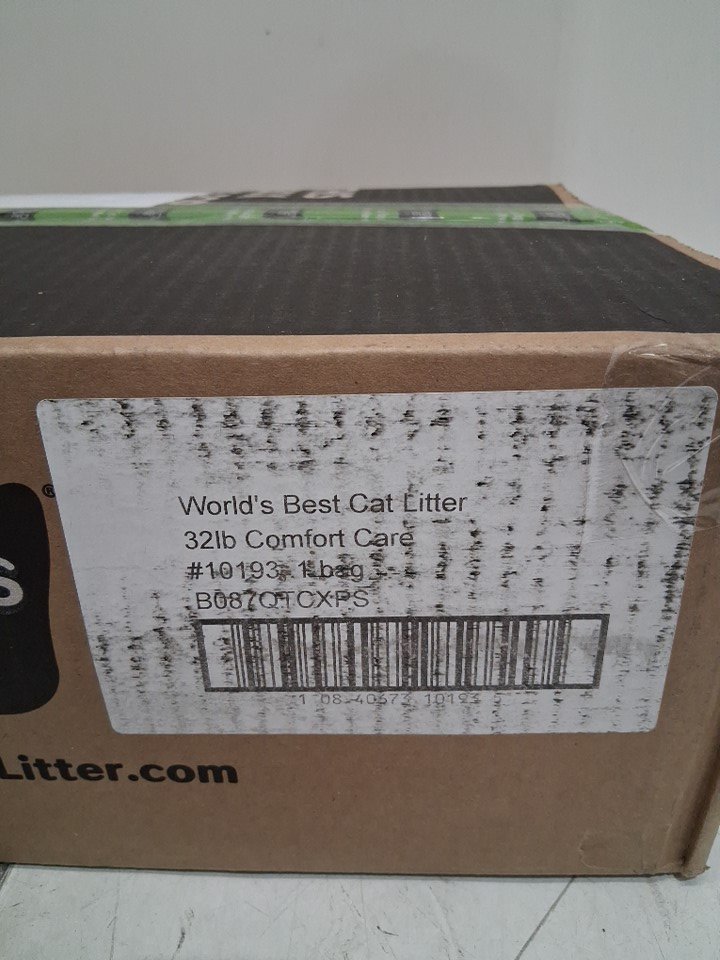 World's Best Cat Litter
32lb Comfort Care
#10193, 1 bag
B087QTCXPS
Litter.com